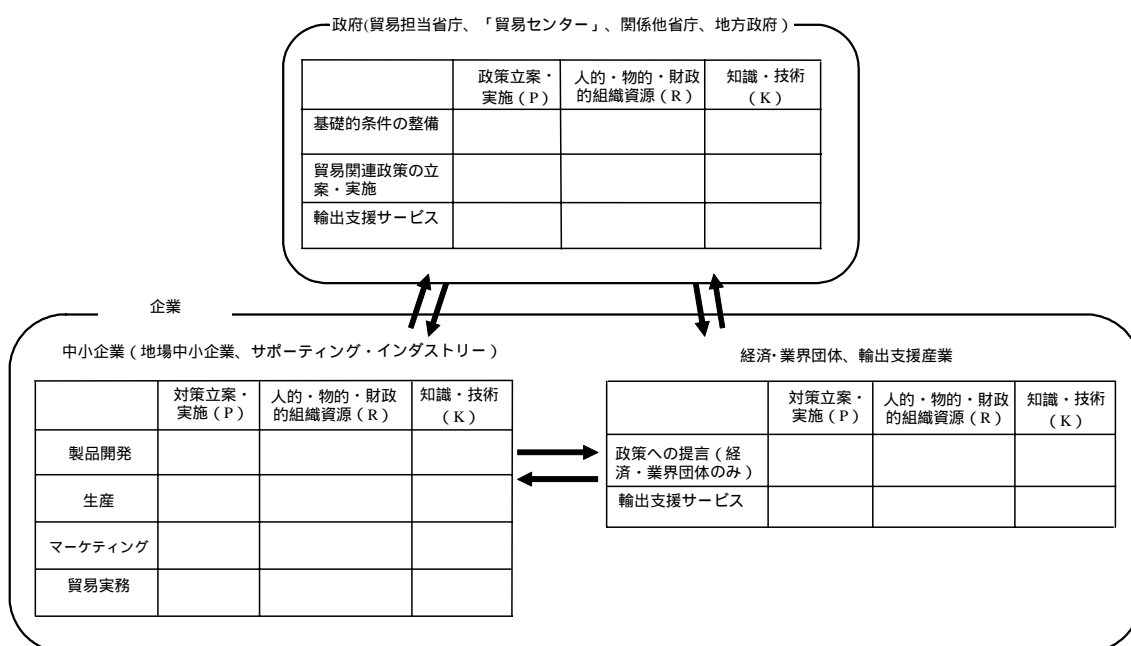 政府(貿易担当省庁、「貿易センター」、関係他省庁、地方政府)
政策立案・
実施(P)
人的・物的・財政
的組織資源(R)
知識・技術
(K)
基礎的条件の整備
貿易関連政策の立
案・実施
輸出支援サービス
企業
中小企業(地場中小企業、サポーティング・インダストリー)
対策立案・
実施(P)
人的・物的・財政
的組織資源(R)
知識・技術
(K)
製品開発
生産
マーケティング
貿易実務
経済・業界団体、輸出支援産業
対策立案・
実施(P)
人的・物的・財政
的組織資源(R)
知識・技術
(K)
政策への提言(経
済・業界団体のみ)
輸出支援サービス